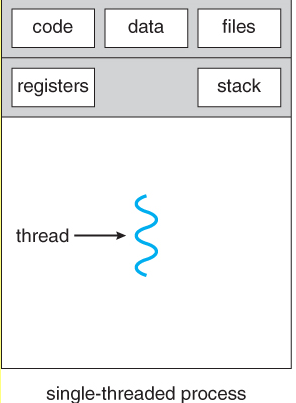 code data files
registers stack
thread
single-threaded process